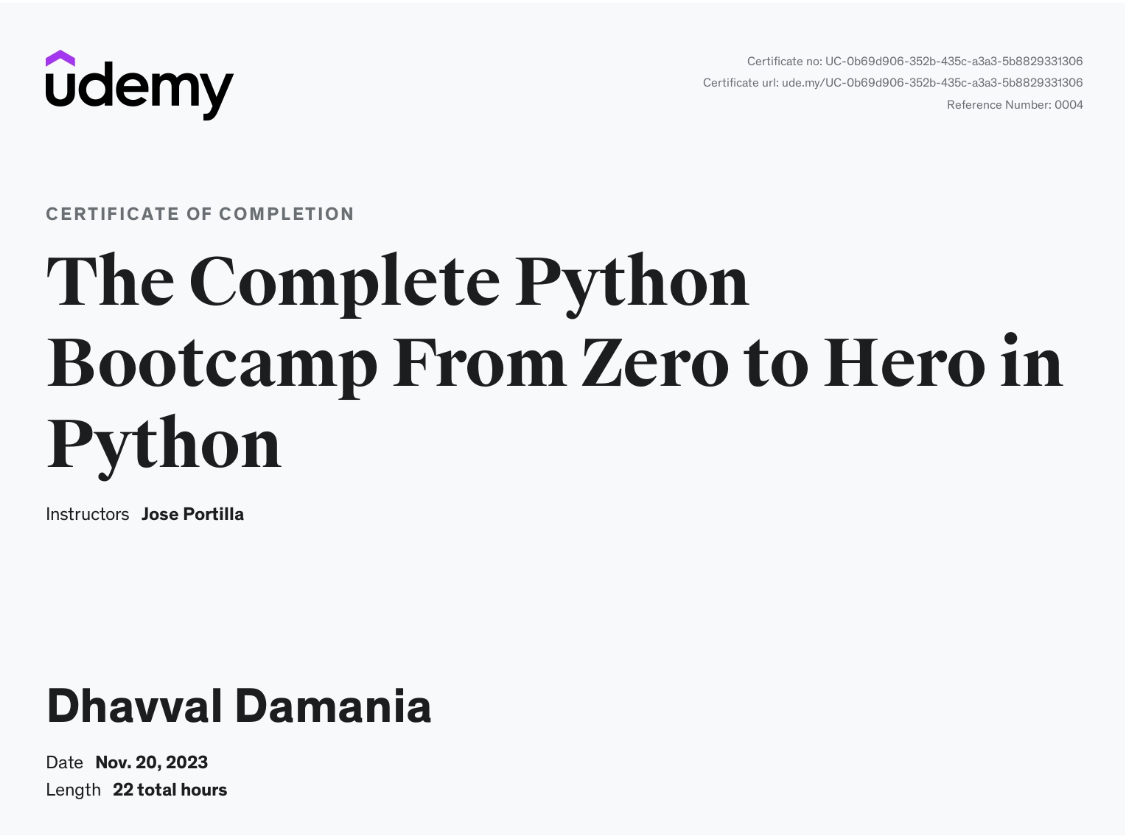 udemy
Certificate no: UC-0b69d906-352b-435c-a3a3-5b8829331306
Certificate url: ude.my/UC-0b69d906-352b-435c-a3a3-5b8829331306
Reference Number: 0004
CERTIFICATE OF COMPLETION
The Complete Python
Bootcamp From Zero to Hero in
Python
Instructors Jose Portilla
Dhavval Damania
Date Nov. 20, 2023
Length 22 total hours